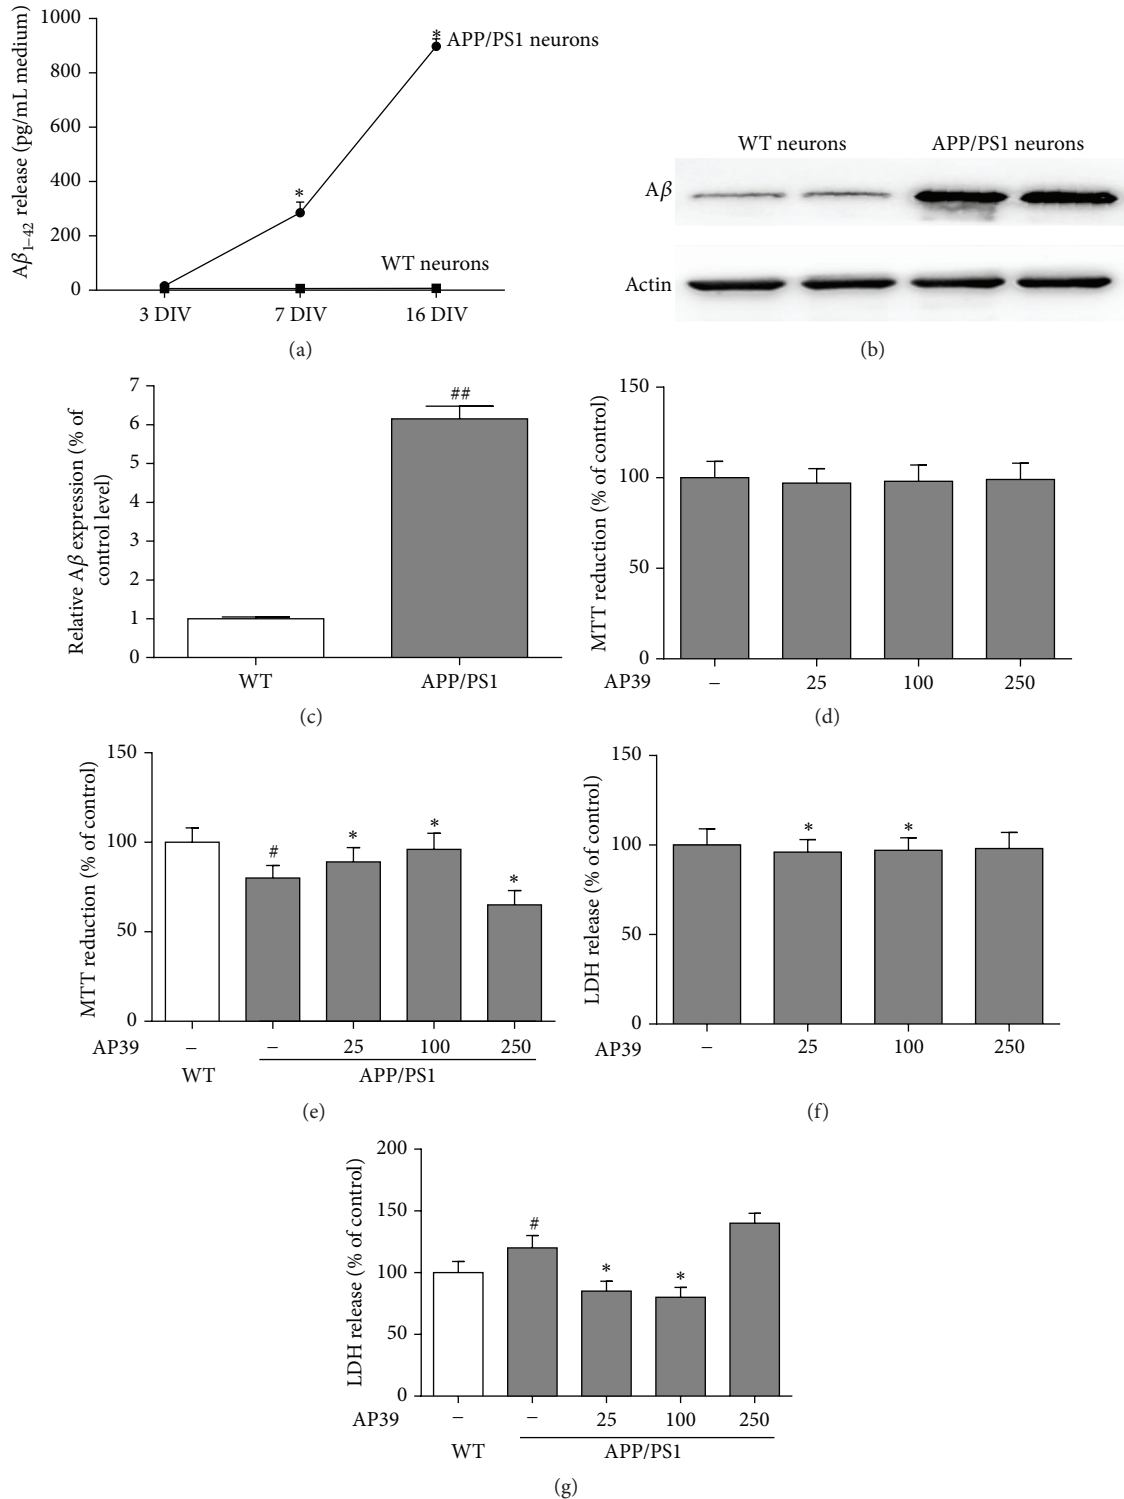 1000
800
600
400
200
0
Aβ1–42 release (pg/mL medium)
*
*
APP/PS1 neurons
WT neurons
3 DIV 7 DIV 16 DIV
(a)
WT neurons APP/PS1 neurons
Aβ
Actin
(b)
7
6
5
4
3
2
1
0
Relative Aβ expression (% of
control level)
##
WT APP/PS1
(c)
150
100
50
0
MTT reduction (% of control)
AP39 – 25 100 250
(d)
150
100
50
0
MTT reduction (% of control)
# * * *
AP39 – – 25 100 250
WT APP/PS1
(e)
150
100
50
0
LDH release (% of control)
* *
AP39 – 25 100 250
(f)
200
150
100
50
0
LDH release (% of control)
# * *
AP39 – – 25 100 250
WT APP/PS1
(g)